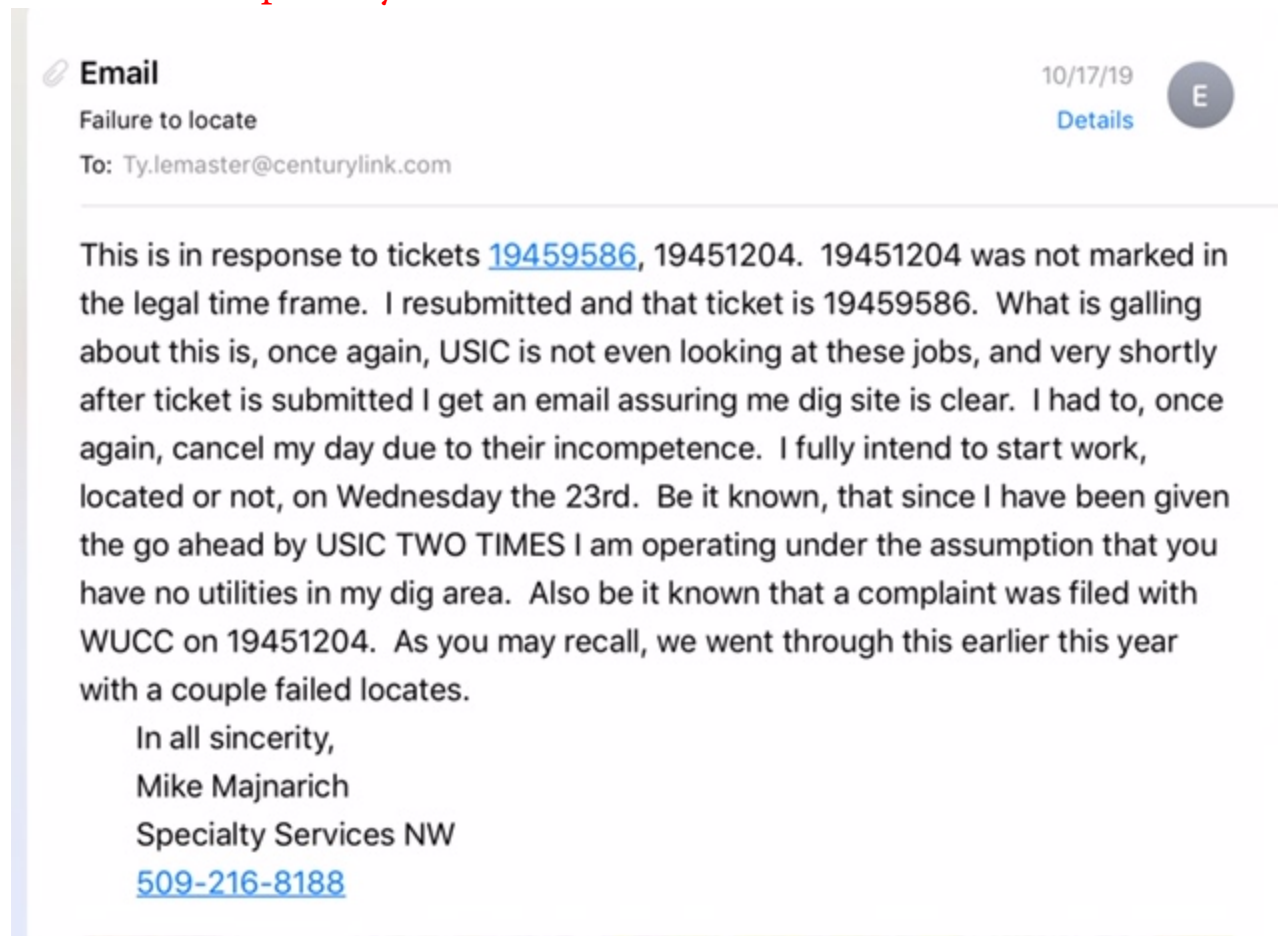 Email
10/17/19
E
Failure to locate
Details
To: Ty.lemaster@centurylink.com
This is in response to tickets 19459586, 19451204.  19451204 was not marked in
the legal time frame.  I resubmitted and that ticket is 19459586.  What is galling
about this is, once again, USIC is not even looking at these jobs, and very shortly
after ticket is submitted I get an email assuring me dig site is clear.  I had to, once
again, cancel my day due to their incompetence.  I fully intend to start work,
located or not, on Wednesday the 23rd.  Be it known, that since I have been given
the go ahead by USIC TWO TIMES I am operating under the assumption that you
have no utilities in my dig area.  Also be it known that a complaint was filed with
WUCC on 19451204.  As you may recall, we went through this earlier this year
with a couple failed locates.
In all sincerity,
Mike Majnarich
Specialty Services NW
509-216-8188